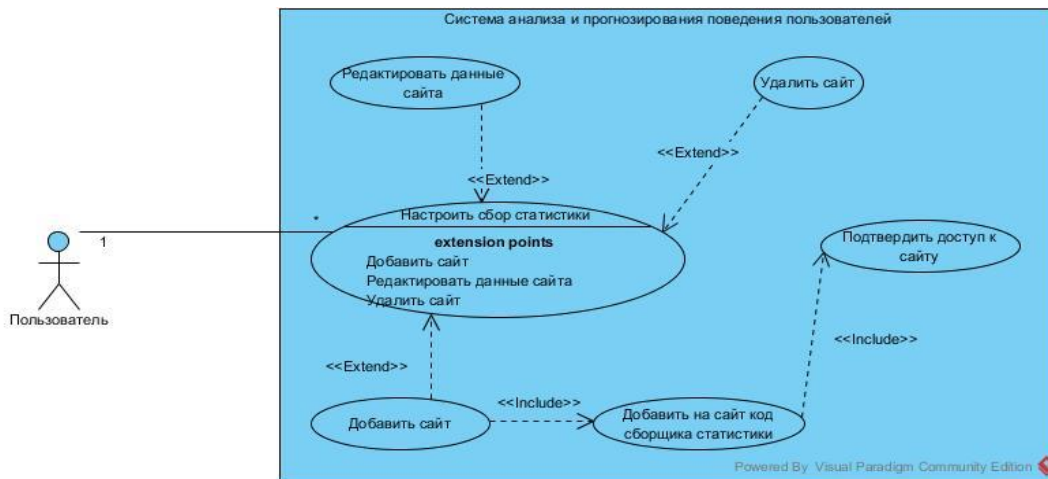 Система анализа и прогнозирования поведения пользователей
Редактировать данные
сайта
Удалить сайт
<<Extend>>
<<Extend>>
Настроить сбор статистики
extension points
Добавить сайт
Редактировать данные сайта
Удалить сайт
*
1
Пользователь
Подтвердить доступ к
сайту
<<Include>>
<<Extend>>
<<Include>>
Добавить сайт
Добавить на сайт код
сборщика статистики
Powered By Visual Paradigm Community Edition